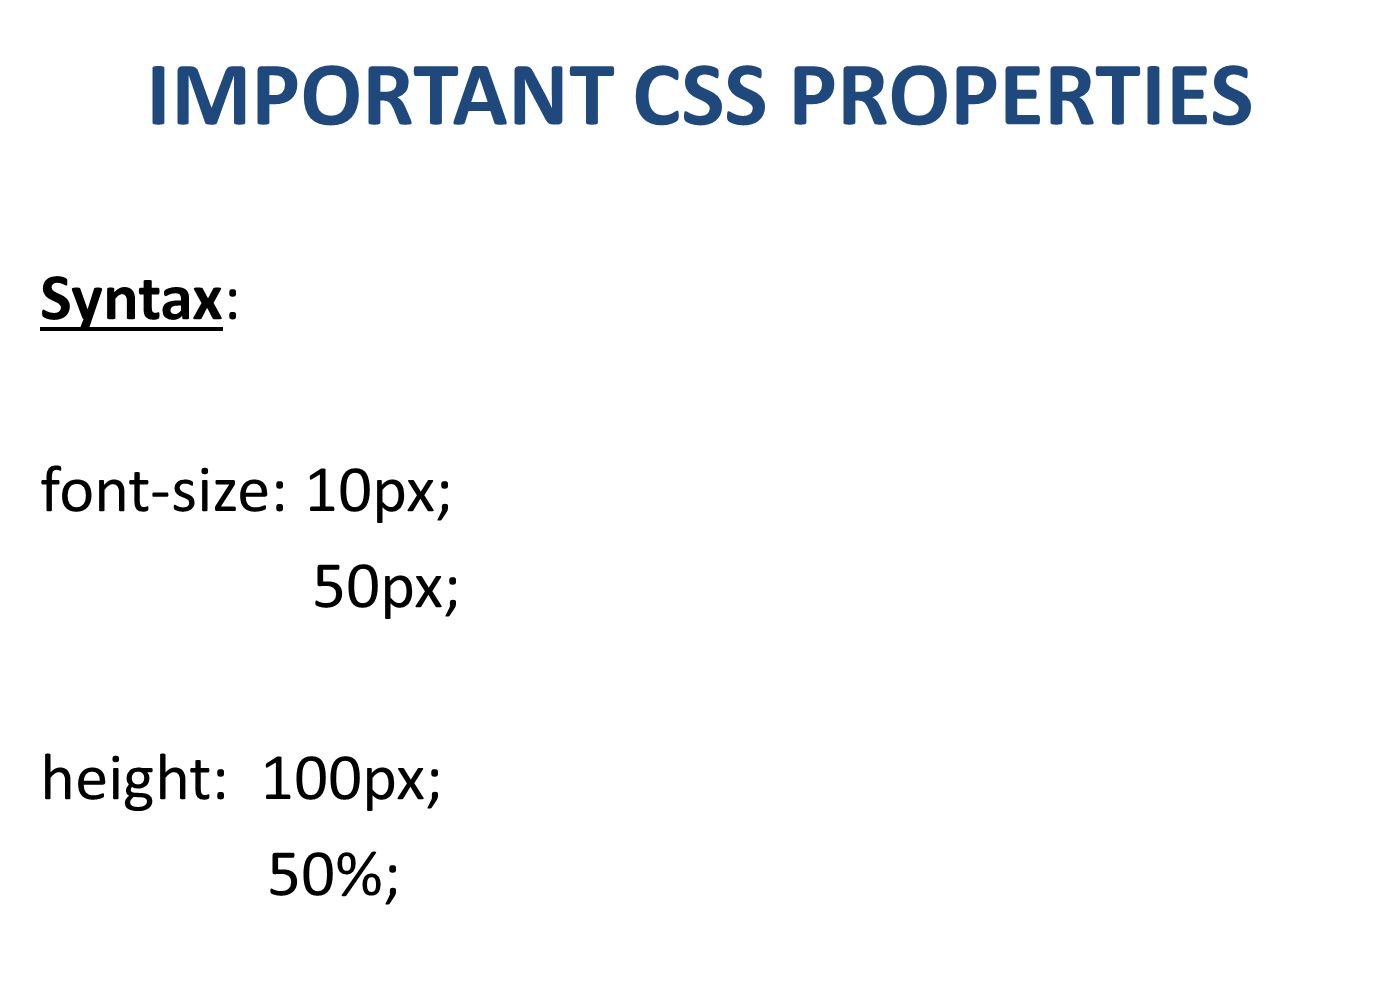 IMPORTANT CSS PROPERTIES
Syntax:
font-size: 10px;
50px;
height: 100px;
50%;